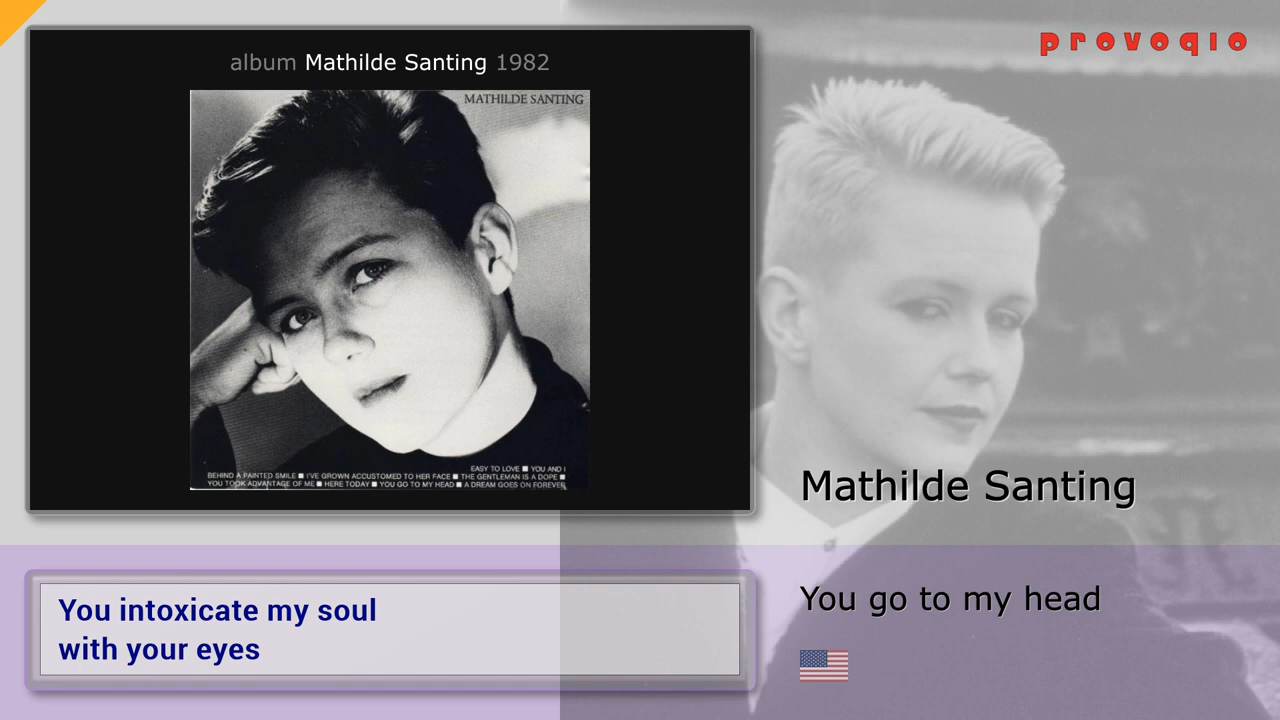 album Mathilde Santing 1982
MATHILDE SANTING
EASY TO LOVE ■ YOU AND I
BEHIND A PAINTED SMILE ■ I'VE GROWN ACCUSTOMED TO HER FACE ■ THE GENTLEMAN IS A DOPE ■
YOU TOOK ADVANTAGE OF ME ■ HERE TODAY ■ YOU GO TO MY HEAD ■ A DREAM GOES ON FOREVER
provoqio
Mathilde Santing
You go to my head
You intoxicate my soul
with your eyes